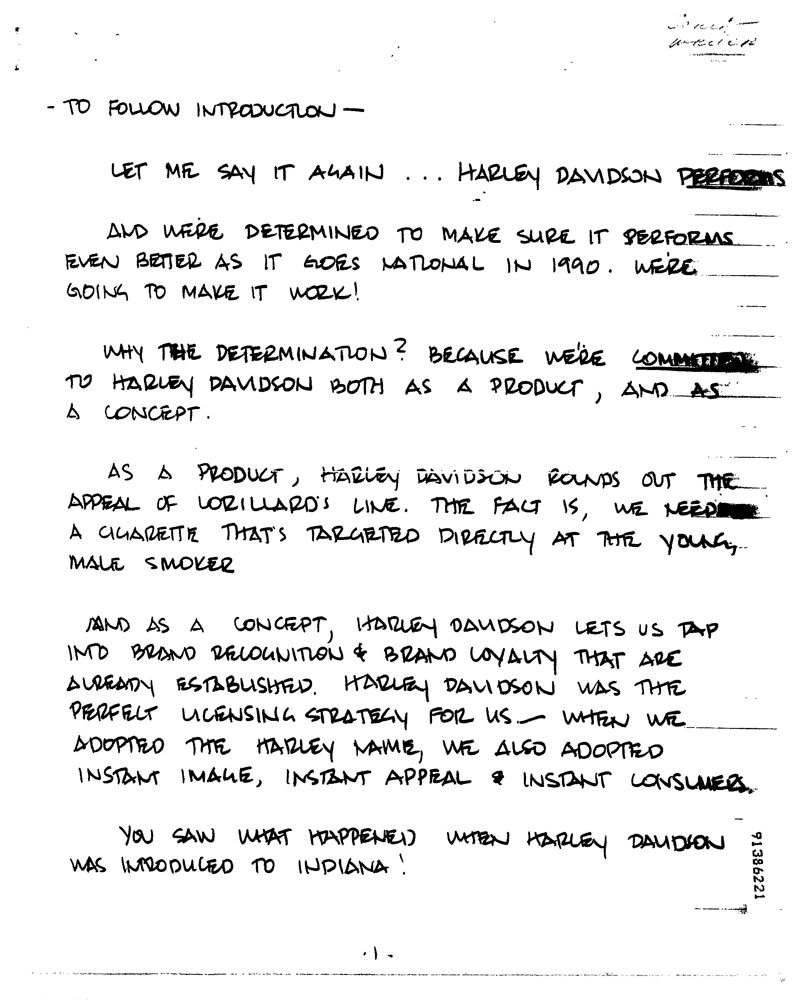 - TO FOLLOW INTRODUCTION —
LET ME SAY IT AGAIN ... HARLEY DAVIDSON PERFORMS
AND WE'RE DETERMINED TO MAKE SURE IT PERFORMS
EVEN BETTER AS IT GOES NATIONAL IN 1990. WE'RE
GOING TO MAKE IT WORK!
WHY THE DETERMINATION? BECAUSE WE'RE COMMITTED
TO HARLEY DAVIDSON BOTH AS A PRODUCT, AND AS
A CONCEPT.
AS A PRODUCT, HARLEY DAVIDSON ROUNDS OUT THE
APPEAL OF LORILLARD'S LINE. THE FACT IS, WE NEED
A CIGARETTE THAT'S TARGETED DIRECTLY AT THE YOUNG,
MALE SMOKER
AND AS A CONCEPT, HARLEY DAVIDSON LETS US TAP
INTO BRAND RECOGNITION & BRAND LOYALTY THAT ARE
ALREADY ESTABLISHED. HARLEY DAVIDSON WAS THE
PERFECT LICENSING STRATEGY FOR US — WHEN WE
ADOPTED THE HARLEY NAME, WE ALSO ADOPTED
INSTANT IMAGE, INSTANT APPEAL & INSTANT CONSUMERS.
YOU SAW WHAT HAPPENED WHEN HARLEY DAVIDSON
WAS INTRODUCED TO INDIANA!
91386221
. 1 -